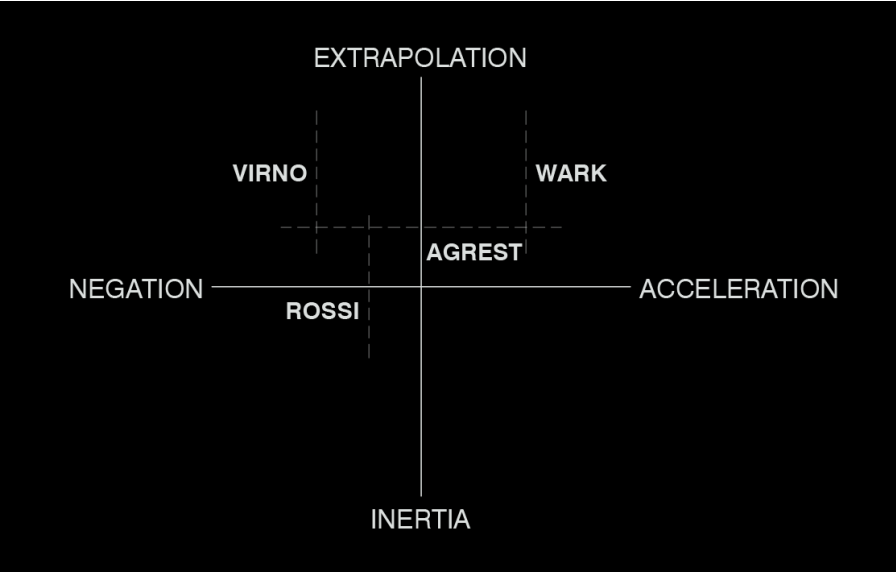 EXTRAPOLATION
VIRNO
WARK
AGREST
NEGATION
ACCELERATION
ROSSI
INERTIA